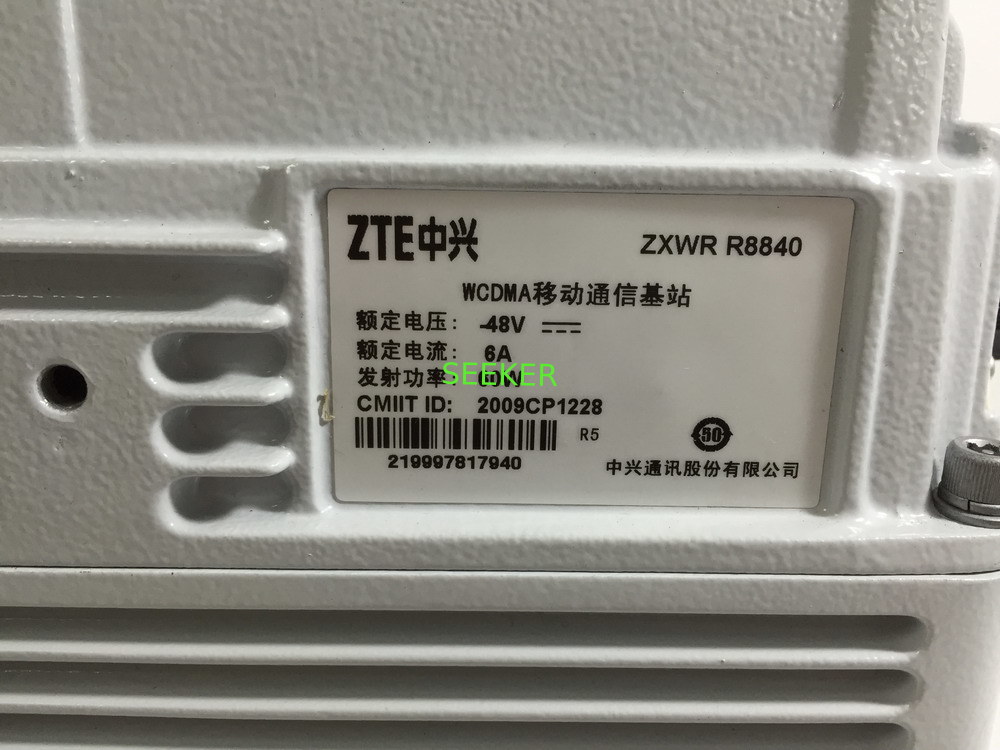 ZTE中兴
ZXWR R8840
WCDMA移动通信基站
额定电压: -48V
额定电流: 6A
发射功率:
SEEKER
CMIIT ID: 2009CP1228
R5
50
219997817940
中兴通讯股份有限公司